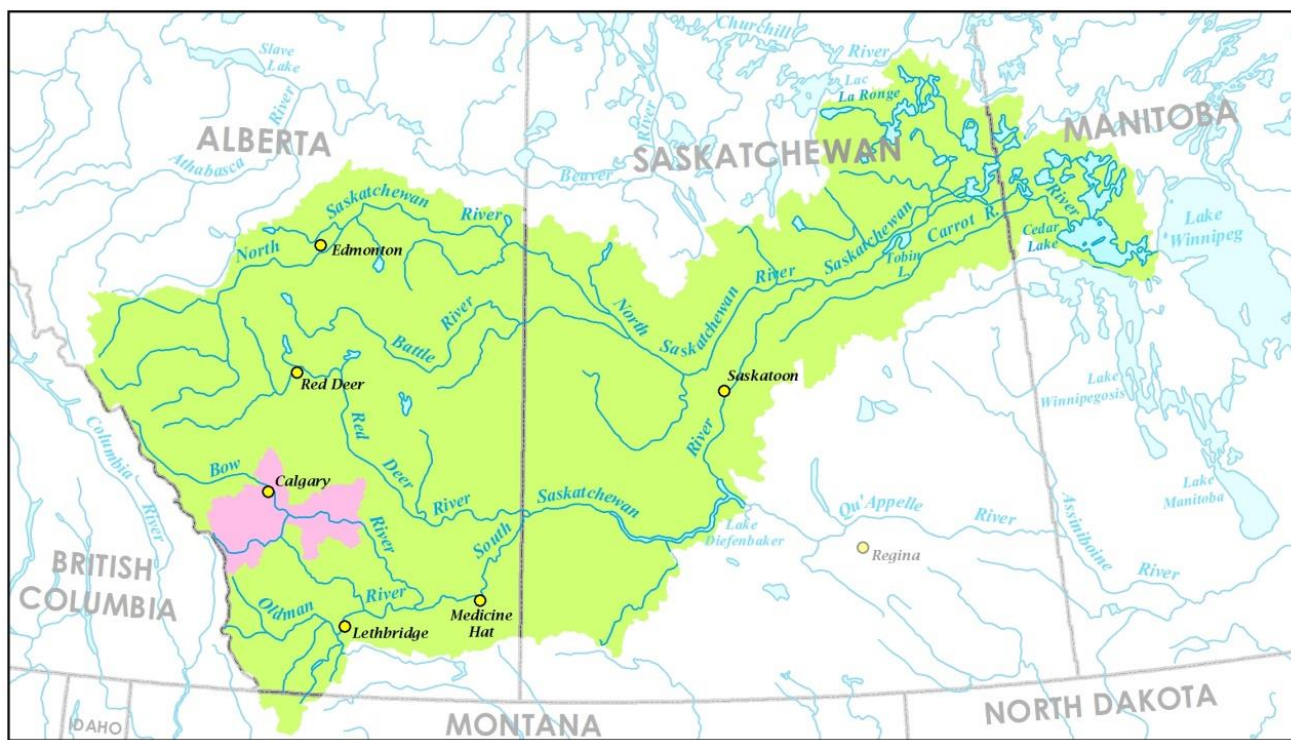 Churchill
River
Slave
Lake
Lac
La Ronge
River
ALBERTA
MANITOBA
SASKATCHEWAN
River
Athabasca
Beaver
Saskatchewan
River
North
Edmonton
Saskatchewan
Carrot R.
River
Cedar
Lake
Lake
Winnipeg
Tobin
L.
River
North
Saskatchewan
River
Battle
Red Deer
Saskatoon
Lake
Winnipegosis
Columbia
River
Red
Deer
River
River
Bow
Calgary
Saskatchewan
South
Lake
Diefenbaker
Qu'Appelle
River
Assiniboine
River
Lake
Manitoba
Regina
BRITISH
COLUMBIA
River
River
Oldman
Lethbridge
Medicine
Hat
IDAHO
MONTANA
NORTH DAKOTA